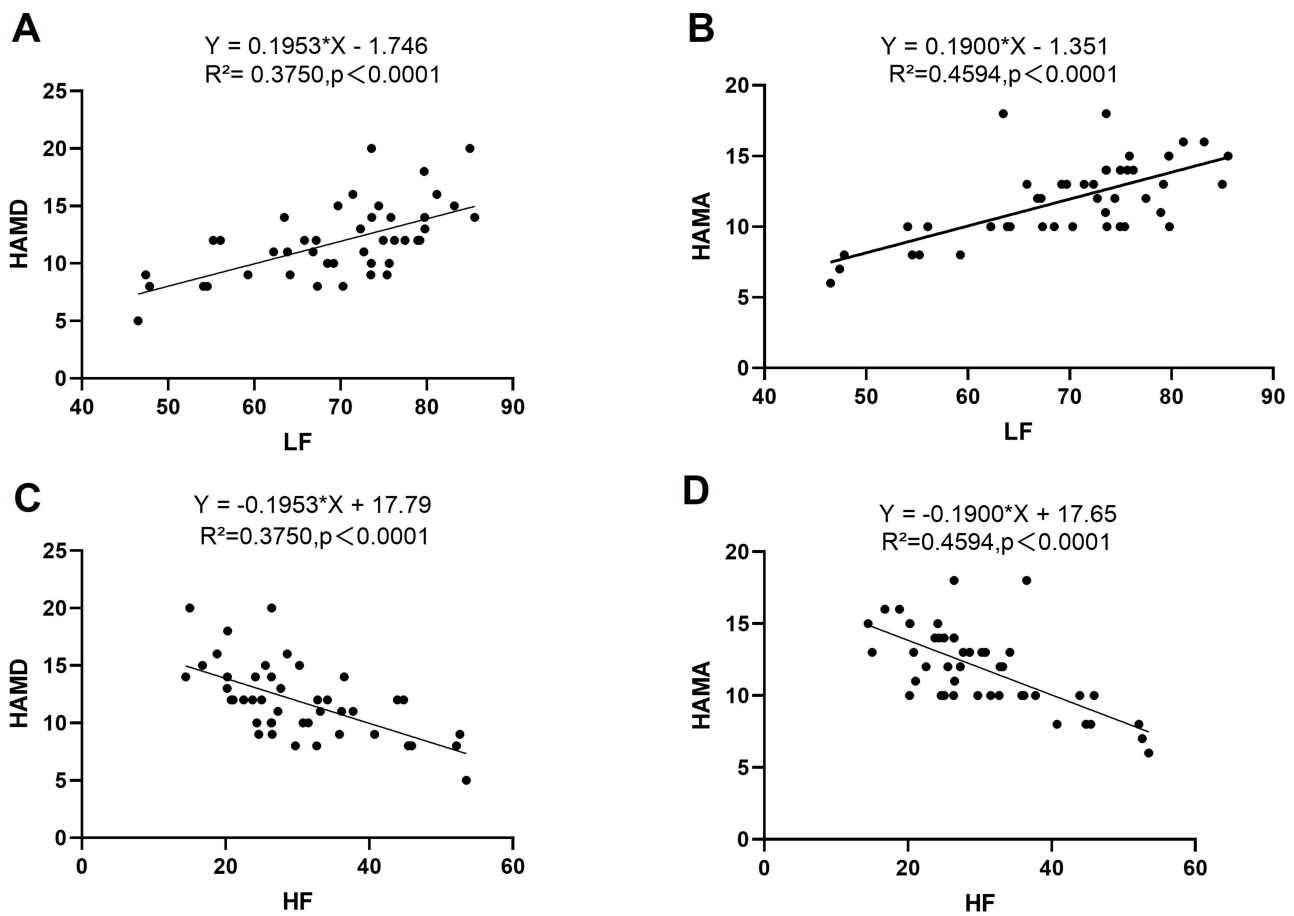 A
Y = 0.1953*X - 1.746
R²= 0.3750,p＜0.0001
25
20
15
10
5
0
HAMD
40 50 60 70 80 90
LF
B
Y = 0.1900*X - 1.351
R²=0.4594,p＜0.0001
20
15
10
5
0
HAMA
40 50 60 70 80 90
LF
C
Y = -0.1953*X + 17.79
R²=0.3750,p＜0.0001
25
20
15
10
5
0
HAMD
0 20 40 60
HF
D
Y = -0.1900*X + 17.65
R²=0.4594,p＜0.0001
20
15
10
5
0
HAMA
0 20 40 60
HF